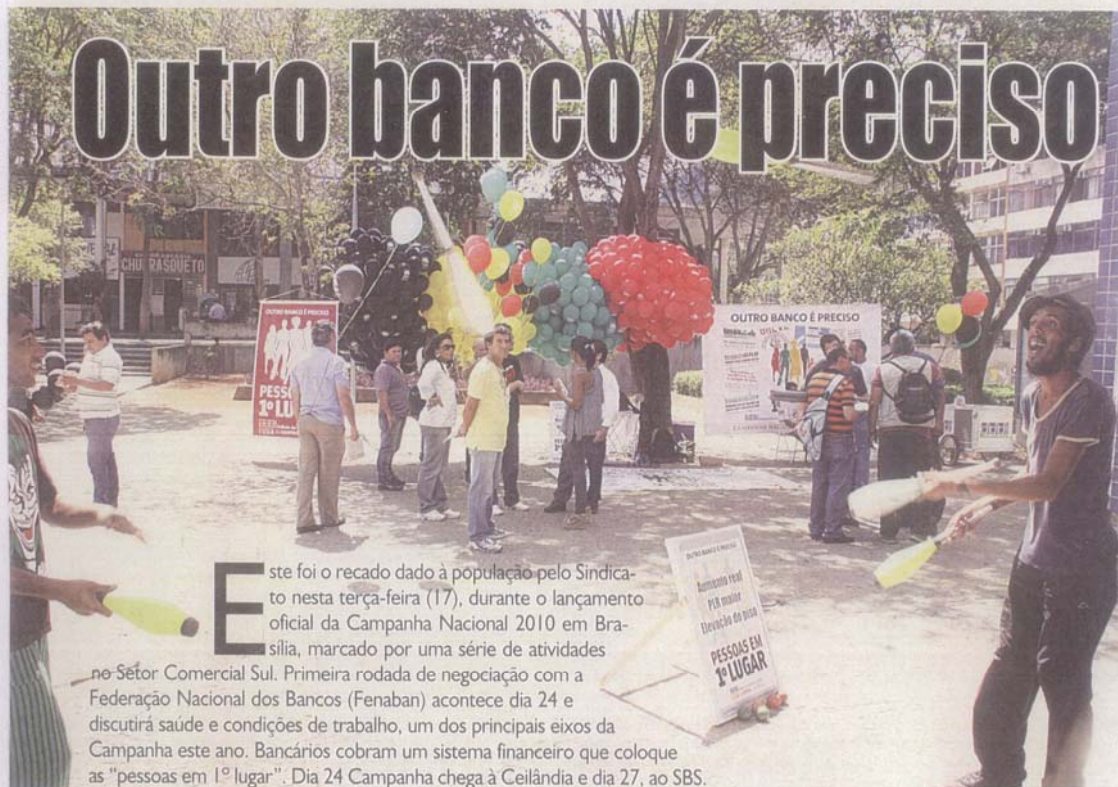 Outro banco é preciso
CHURRASQUETO
OUTRO BANCO É PRECISO
PESSO
1º LU
OUTRO BANCO É PRECISO
OUTRO BANCO É PRECISO
Aumento real
PLR maior
Elevação do piso
PESSOAS EM
1º LUGAR
Este foi o recado dado à população pelo Sindica-
to nesta terça-feira (17), durante o lançamento
oficial da Campanha Nacional 2010 em Bra-
sília, marcado por uma série de atividades
no Setor Comercial Sul. Primeira rodada de negociação com a
Federação Nacional dos Bancos (Fenaban) acontece dia 24 e
discutirá saúde e condições de trabalho, um dos principais eixos da
Campanha este ano. Bancários cobram um sistema financeiro que coloque
as "pessoas em 1º lugar". Dia 24 Campanha chega à Ceilândia e dia 27, ao SBS.